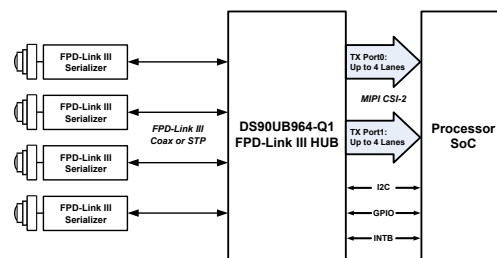 FPD-Link III
Serializer
FPD-Link III
Serializer
FPD-Link III
Serializer
FPD-Link III
Serializer
FPD-Link III
Coax or STP
DS90UB964-Q1
FPD-Link III HUB
TX Port0:
Up to 4 Lanes
MIPI CSI-2
TX Port1:
Up to 4 Lanes
I2C
GPIO
INTB
Processor
SoC